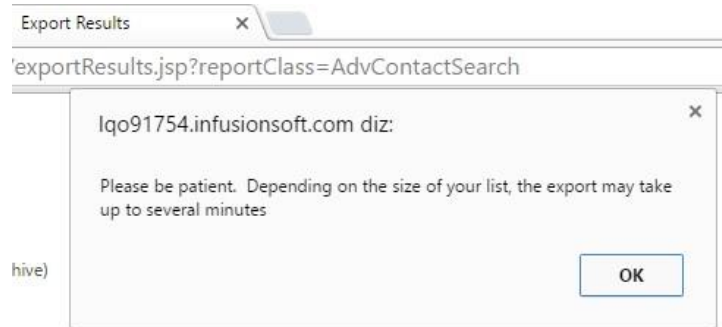 Export Results
/exportResults.jsp?reportClass=AdvContactSearch
lqo91754.infusionsoft.com diz:
Please be patient. Depending on the size of your list, the export may take
up to several minutes
hive)
OK